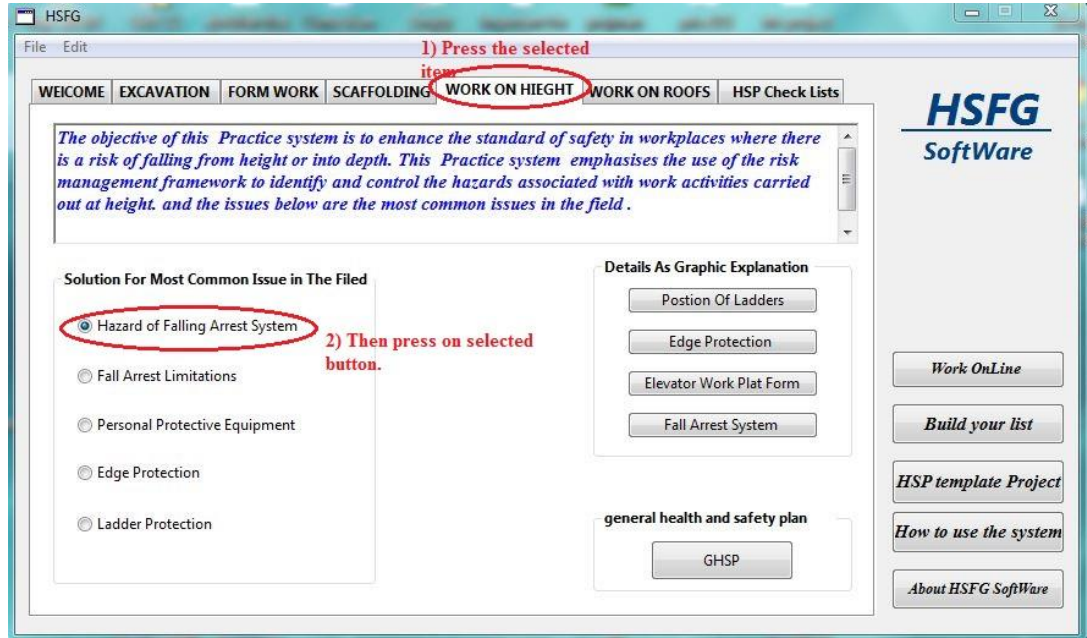 HSFG
File Edit
1) Press the selected
item
WElCOME EXCAVATION FORM WORK SCAFFOLDING WORK ON HIEGHT WORK ON ROOFS HSP Check Lists
HSFG
SoftWare
The objective of this Practice system is to enhance the standard of safety in workplaces where there
is a risk of falling from height or into depth. This Practice system emphasises the use of the risk
management framework to identify and control the hazards associated with work activities carried
out at height. and the issues below are the most common issues in the field .
Solution For Most Common Issue in The Filed
Hazard of Falling Arrest System
2) Then press on selected
button.
Fall Arrest Limitations
Personal Protective Equipment
Edge Protection
Ladder Protection
Details As Graphic Explanation
Postion Of Ladders
Edge Protection
Elevator Work Plat Form
Fall Arrest System
general health and safety plan
GHSP
Work OnLine
Build your list
HSP template Project
How to use the system
About HSFG SoftWare